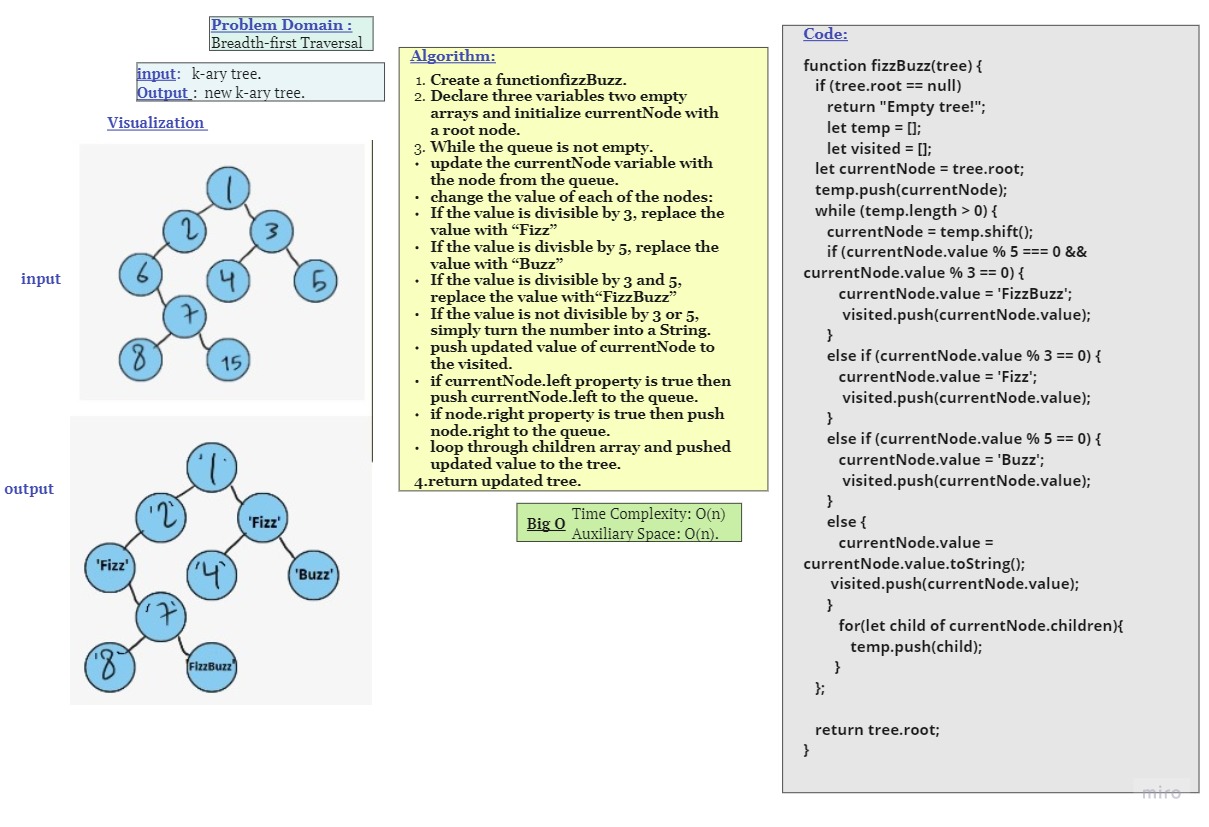 Problem Domain :
Breadth-first Traversal
input: k-ary tree.
Output : new k-ary tree.
Visualization
input
1
2
3
6
4
5
7
8
15
output
'1'
'2'
'Fizz'
'Fizz'
'4'
'Buzz'
'7'
'8'
'FizzBuzz'
Algorithm:
1. Create a functionfizzBuzz.
2. Declare three variables two empty
arrays and initialize currentNode with
a root node.
3. While the queue is not empty.
• update the currentNode variable with
the node from the queue.
• change the value of each of the nodes:
• If the value is divisible by 3, replace the
value with “Fizz”
• If the value is divisble by 5, replace the
value with “Buzz”
• If the value is divisible by 3 and 5,
replace the value with“FizzBuzz”
• If the value is not divisible by 3 or 5,
simply turn the number into a String.
• push updated value of currentNode to
the visited.
• if currentNode.left property is true then
push currentNode.left to the queue.
• if node.right property is true then push
node.right to the queue.
• loop through children array and pushed
updated value to the tree.
4.return updated tree.
Big O
Time Complexity: O(n)
Auxiliary Space: O(n).
Code:
function fizzBuzz(tree) {
if (tree.root == null)
return "Empty tree!";
let temp = [];
let visited = [];
let currentNode = tree.root;
temp.push(currentNode);
while (temp.length > 0) {
currentNode = temp.shift();
if (currentNode.value % 5 === 0 &&
currentNode.value % 3 == 0) {
currentNode.value = 'FizzBuzz';
visited.push(currentNode.value);
}
else if (currentNode.value % 3 == 0) {
currentNode.value = 'Fizz';
visited.push(currentNode.value);
}
else if (currentNode.value % 5 == 0) {
currentNode.value = 'Buzz';
visited.push(currentNode.value);
}
else {
currentNode.value =
currentNode.value.toString();
visited.push(currentNode.value);
}
for(let child of currentNode.children){
temp.push(child);
}
};
return tree.root;
}
miro